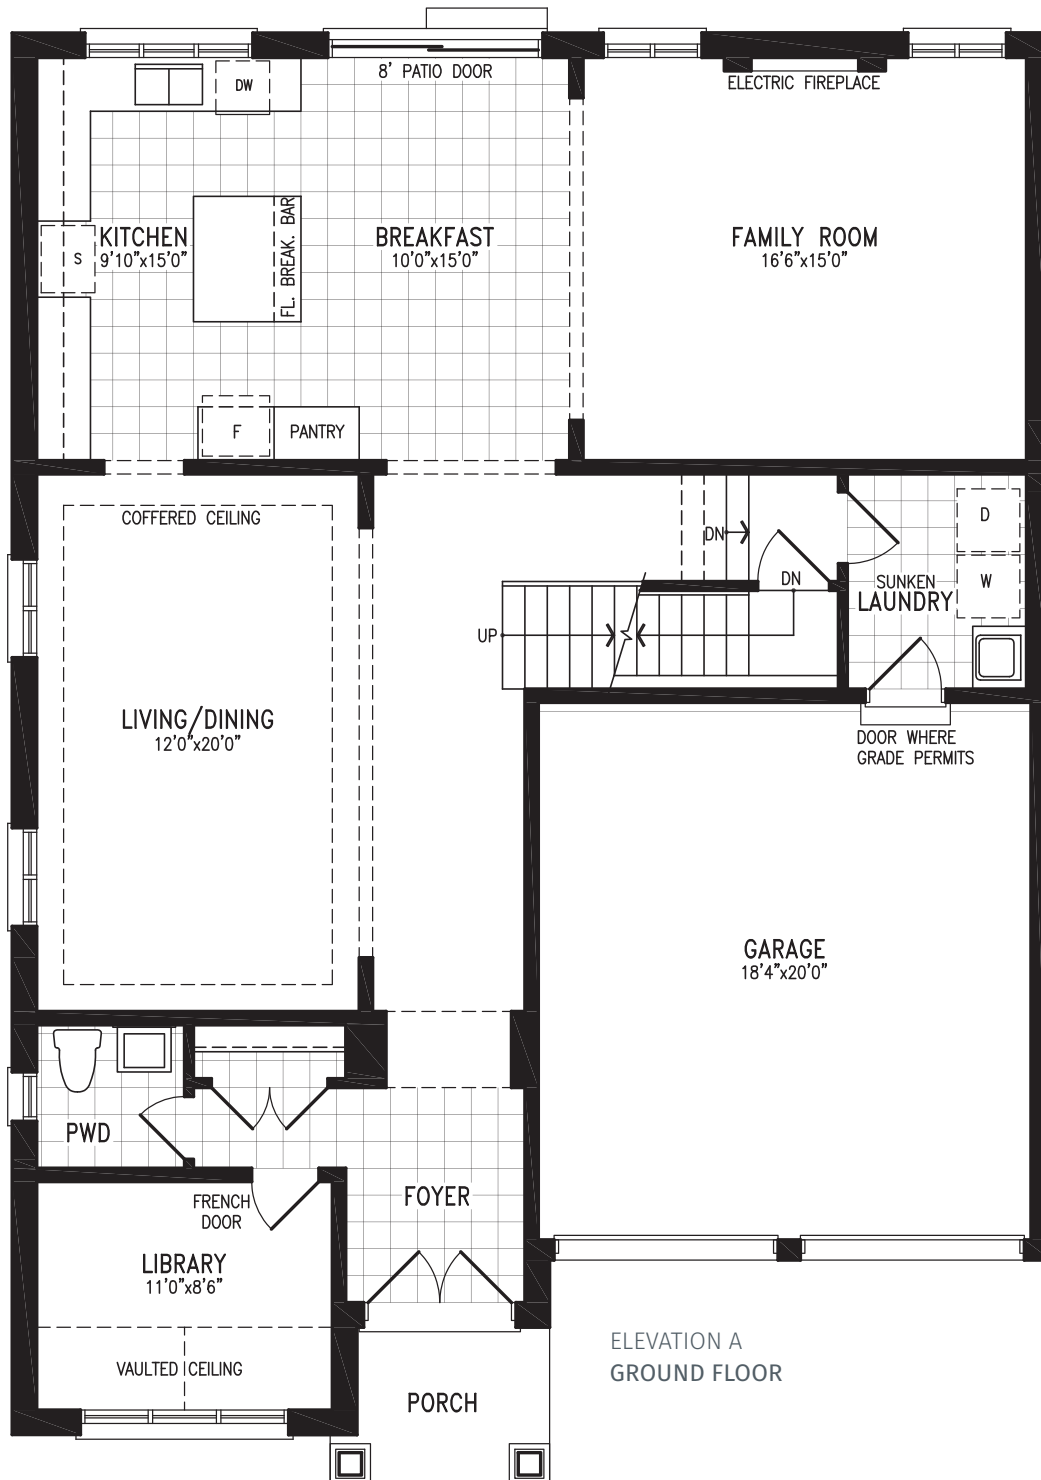 8' PATIO DOOR
DW
ELECTRIC FIREPLACE
KITCHEN
9'10"x15'0"
S
FL. BREAK. BAR
BREAKFAST
10'0"x15'0"
FAMILY ROOM
16'6"x15'0"
F
PANTRY
COFFERED CEILING
DN
DN
D
W
SUNKEN
LAUNDRY
UP
LIVING/DINING
12'0"x20'0"
DOOR WHERE
GRADE PERMITS
GARAGE
18'4"x20'0"
PWD
FOYER
FRENCH
DOOR
LIBRARY
11'0"x8'6"
VAULTED CEILING
PORCH
ELEVATION A
GROUND FLOOR